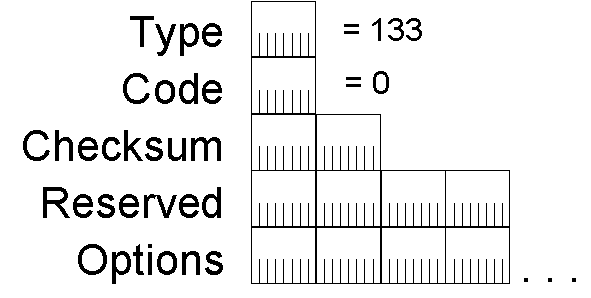 Type = 133
Code = 0
Checksum
Reserved
Options . . .